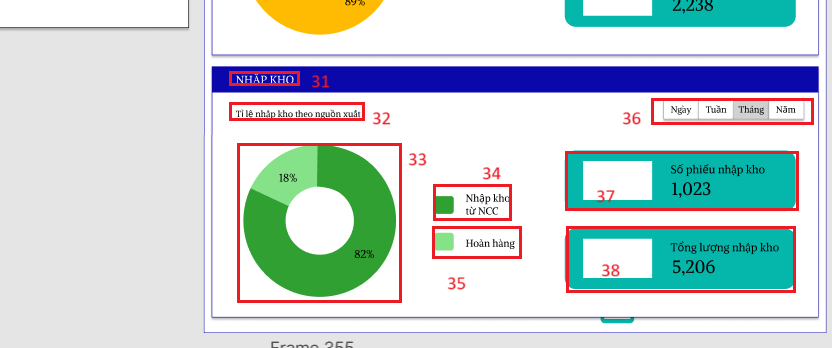 89%
2,238
NHẬP KHO
31
Tỉ lệ nhập kho theo nguồn xuất
32
36
Ngày
Tuần
Tháng
Năm
33
18%
82%
34
Nhập kho
từ NCC
Hoàn hàng
35
Số phiếu nhập kho
1,023
37
Tổng lượng nhập kho
5,206
38
Frame 355